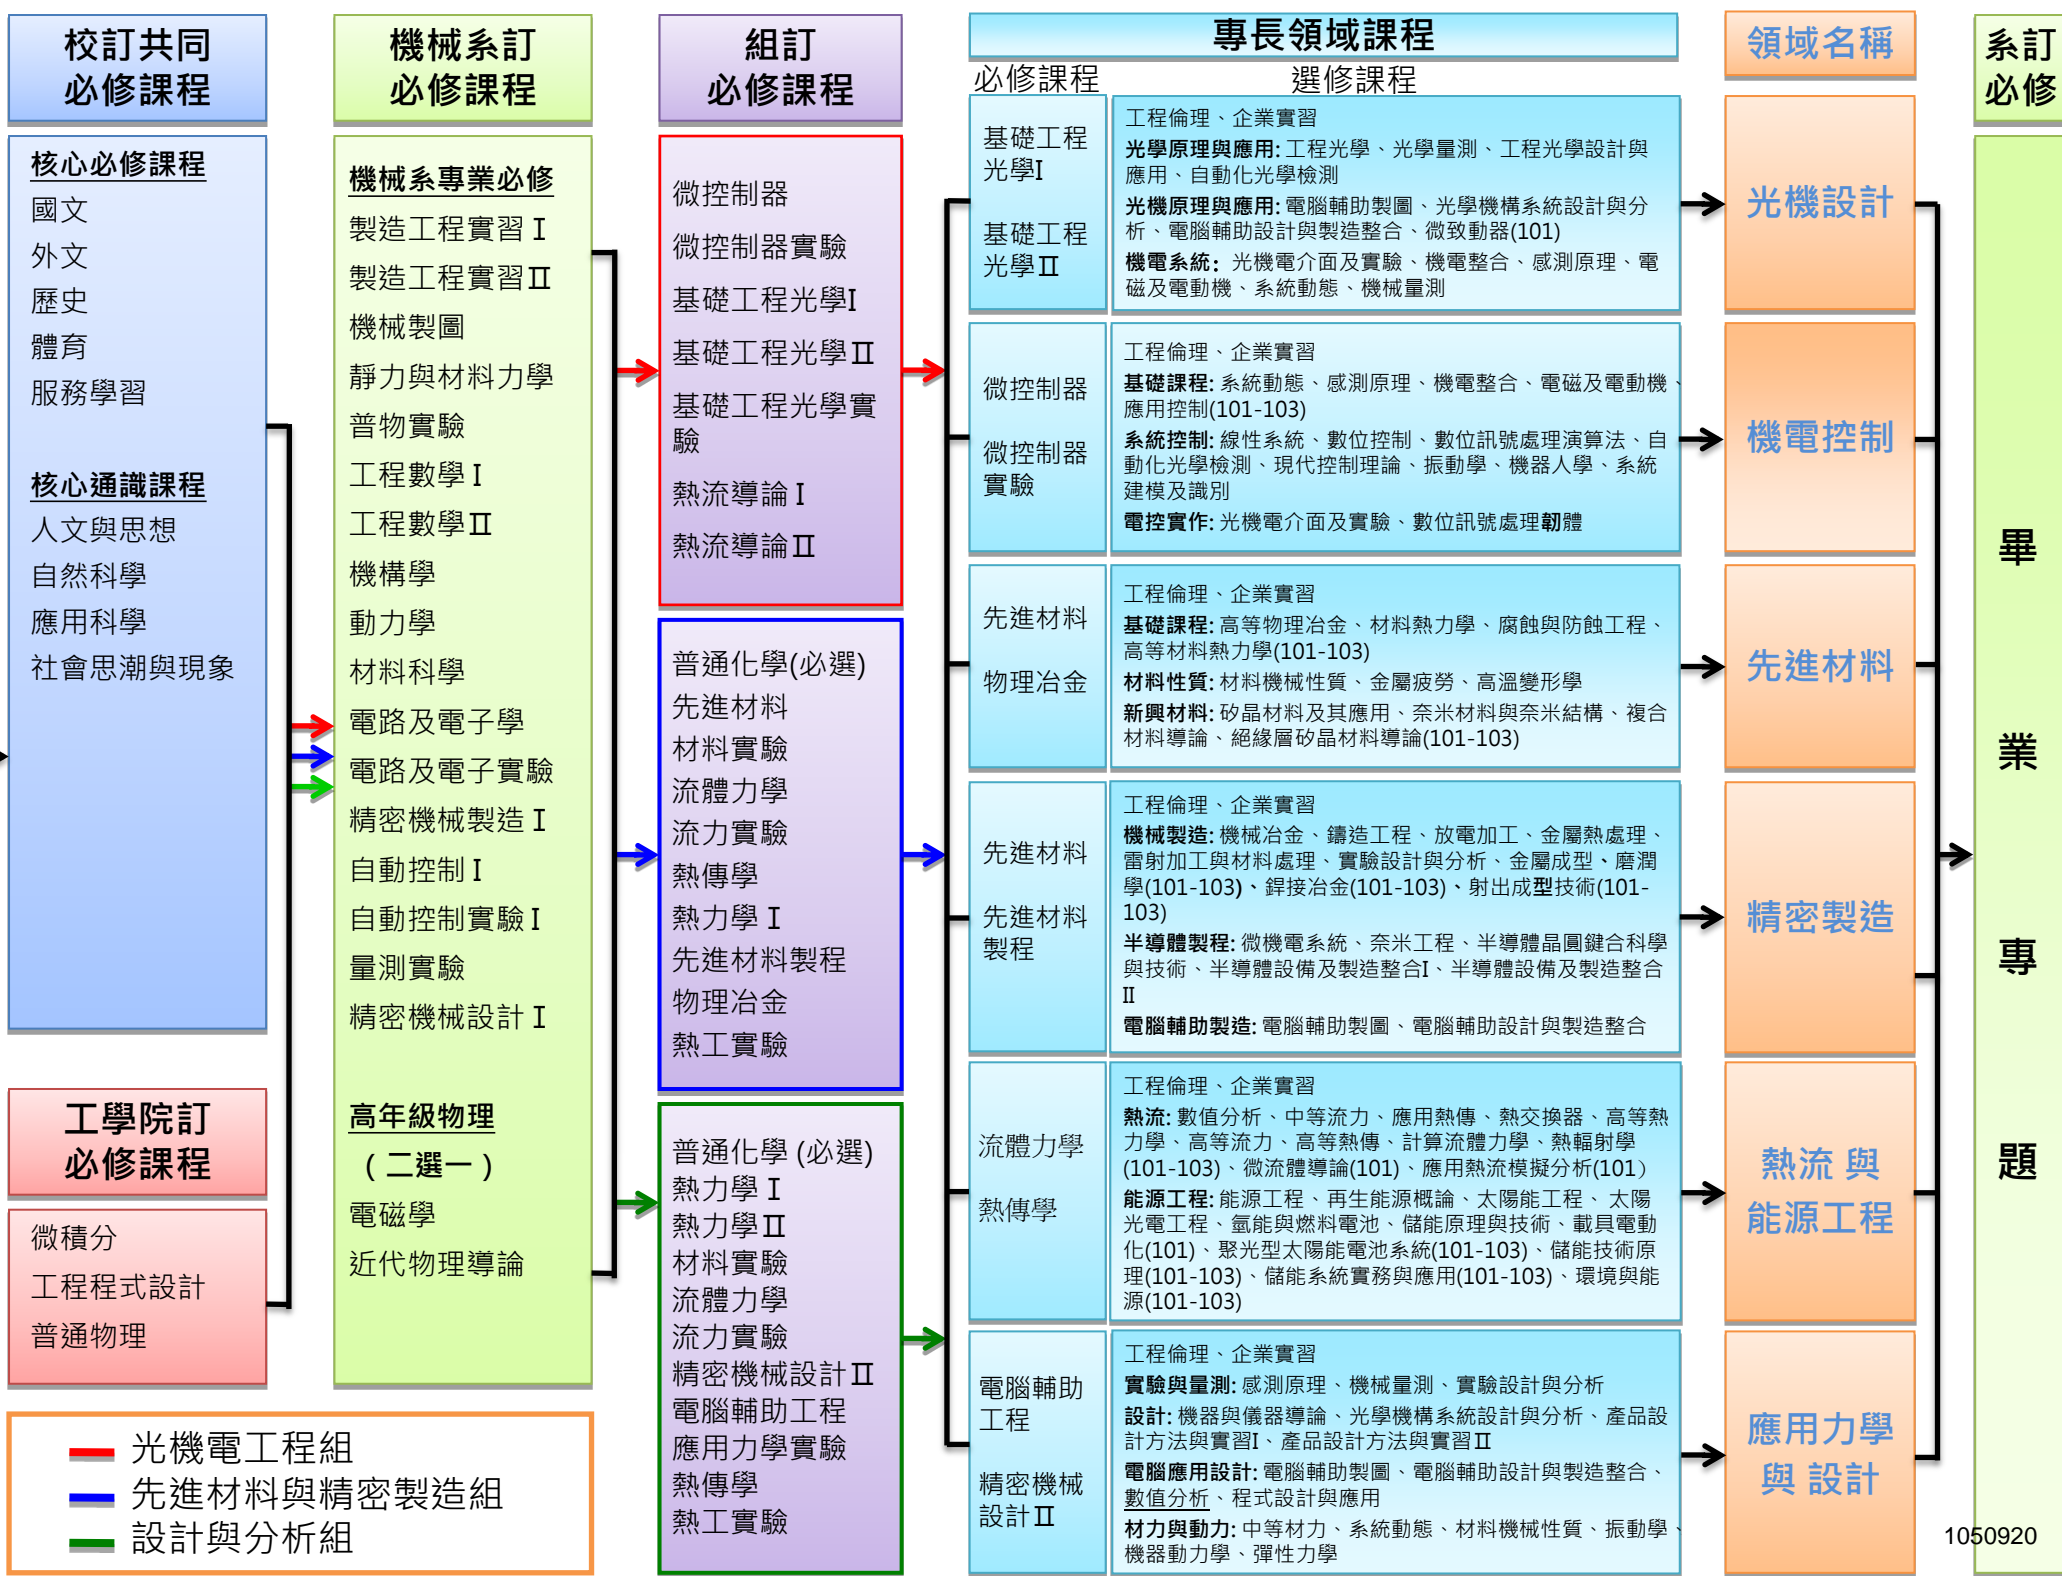 校訂共同
必修課程
核心必修課程
國文
外文
歷史
體育
服務學習
核心通識課程
人文與思想
自然科學
應用科學
社會思潮與現象
工學院訂
必修課程
微積分
工程程式設計
普通物理
光機電工程組
先進材料與精密製造組
設計與分析組
機械系訂
必修課程
機械系專業必修
製造工程實習 I
製造工程實習 II
機械製圖
靜力與材料力學
普物實驗
工程數學 I
工程數學 II
機構學
動力學
材料科學
電路及電子學
電路及電子實驗
精密機械製造 I
自動控制 I
自動控制實驗 I
量測實驗
精密機械設計 I
高年級物理
（二選一）
電磁學
近代物理導論
組訂
必修課程
微控制器
微控制器實驗
基礎工程光學I
基礎工程光學II
基礎工程光學實
驗
熱流導論 I
熱流導論 II
普通化學(必選)
先進材料
材料實驗
流體力學
流力實驗
熱傳學
熱力學 I
先進材料製程
物理冶金
熱工實驗
普通化學 (必選)
熱力學 I
熱力學 II
材料實驗
流體力學
流力實驗
精密機械設計 II
電腦輔助工程
應用力學實驗
熱傳學
熱工實驗
專長領域課程
必修課程
選修課程
領域名稱
系訂
必修
基礎工程
光學I
基礎工程
光學II
工程倫理、企業實習
光學原理與應用: 工程光學、光學量測、工程光學設計與
應用、自動化光學檢測
光機原理與應用: 電腦輔助製圖、光學機構系統設計與分
析、電腦輔助設計與製造整合、微致動器(101)
機電系統: 光機電介面及實驗、機電整合、感測原理、電
磁及電動機、系統動態、機械量測
光機設計
微控制器
微控制器
實驗
工程倫理、企業實習
基礎課程: 系統動態、感測原理、機電整合、電磁及電動機、
應用控制(101-103)
系統控制: 線性系統、數位控制、數位訊號處理演算法、自
動化光學檢測、現代控制理論、振動學、機器人學、系統
建模及識別
電控實作: 光機電介面及實驗、數位訊號處理韌體
機電控制
先進材料
物理冶金
工程倫理、企業實習
基礎課程: 高等物理冶金、材料熱力學、腐蝕與防蝕工程、
高等材料熱力學(101-103)
材料性質: 材料機械性質、金屬疲勞、高溫變形學
新興材料: 矽晶材料及其應用、奈米材料與奈米結構、複合
材料導論、絕緣層矽晶材料導論(101-103)
先進材料
先進材料
先進材料
製程
工程倫理、企業實習
機械製造: 機械冶金、鑄造工程、放電加工、金屬熱處理、
雷射加工與材料處理、實驗設計與分析、金屬成型、磨潤
學(101-103)、銲接冶金(101-103)、射出成型技術(101-
103)
半導體製程: 微機電系統、奈米工程、半導體晶圓鍵合科學
與技術、半導體設備及製造整合I、半導體設備及製造整合
II
電腦輔助製造: 電腦輔助製圖、電腦輔助設計與製造整合
精密製造
流體力學
熱傳學
工程倫理、企業實習
熱流: 數值分析、中等流力、應用熱傳、熱交換器、高等熱
力學、高等流力、高等熱傳、計算流體力學、熱輻射學
(101-103)、微流體導論(101)、應用熱流模擬分析(101）
能源工程: 能源工程、再生能源概論、太陽能工程、太陽
光電工程、氫能與燃料電池、儲能原理與技術、載具電動
化(101)、聚光型太陽能電池系統(101-103)、儲能技術原
理(101-103)、儲能系統實務與應用(101-103)、環境與能
源(101-103)
熱流 與
能源工程
電腦輔助
工程
精密機械
設計II
工程倫理、企業實習
實驗與量測: 感測原理、機械量測、實驗設計與分析
設計: 機器與儀器導論、光學機構系統設計與分析、產品設
計方法與實習I、產品設計方法與實習II
電腦應用設計: 電腦輔助製圖、電腦輔助設計與製造整合、
數值分析、程式設計與應用
材力與動力: 中等材力、系統動態、材料機械性質、振動學、
機器動力學、彈性力學
應用力學
與 設計
畢
業
專
題
1050920